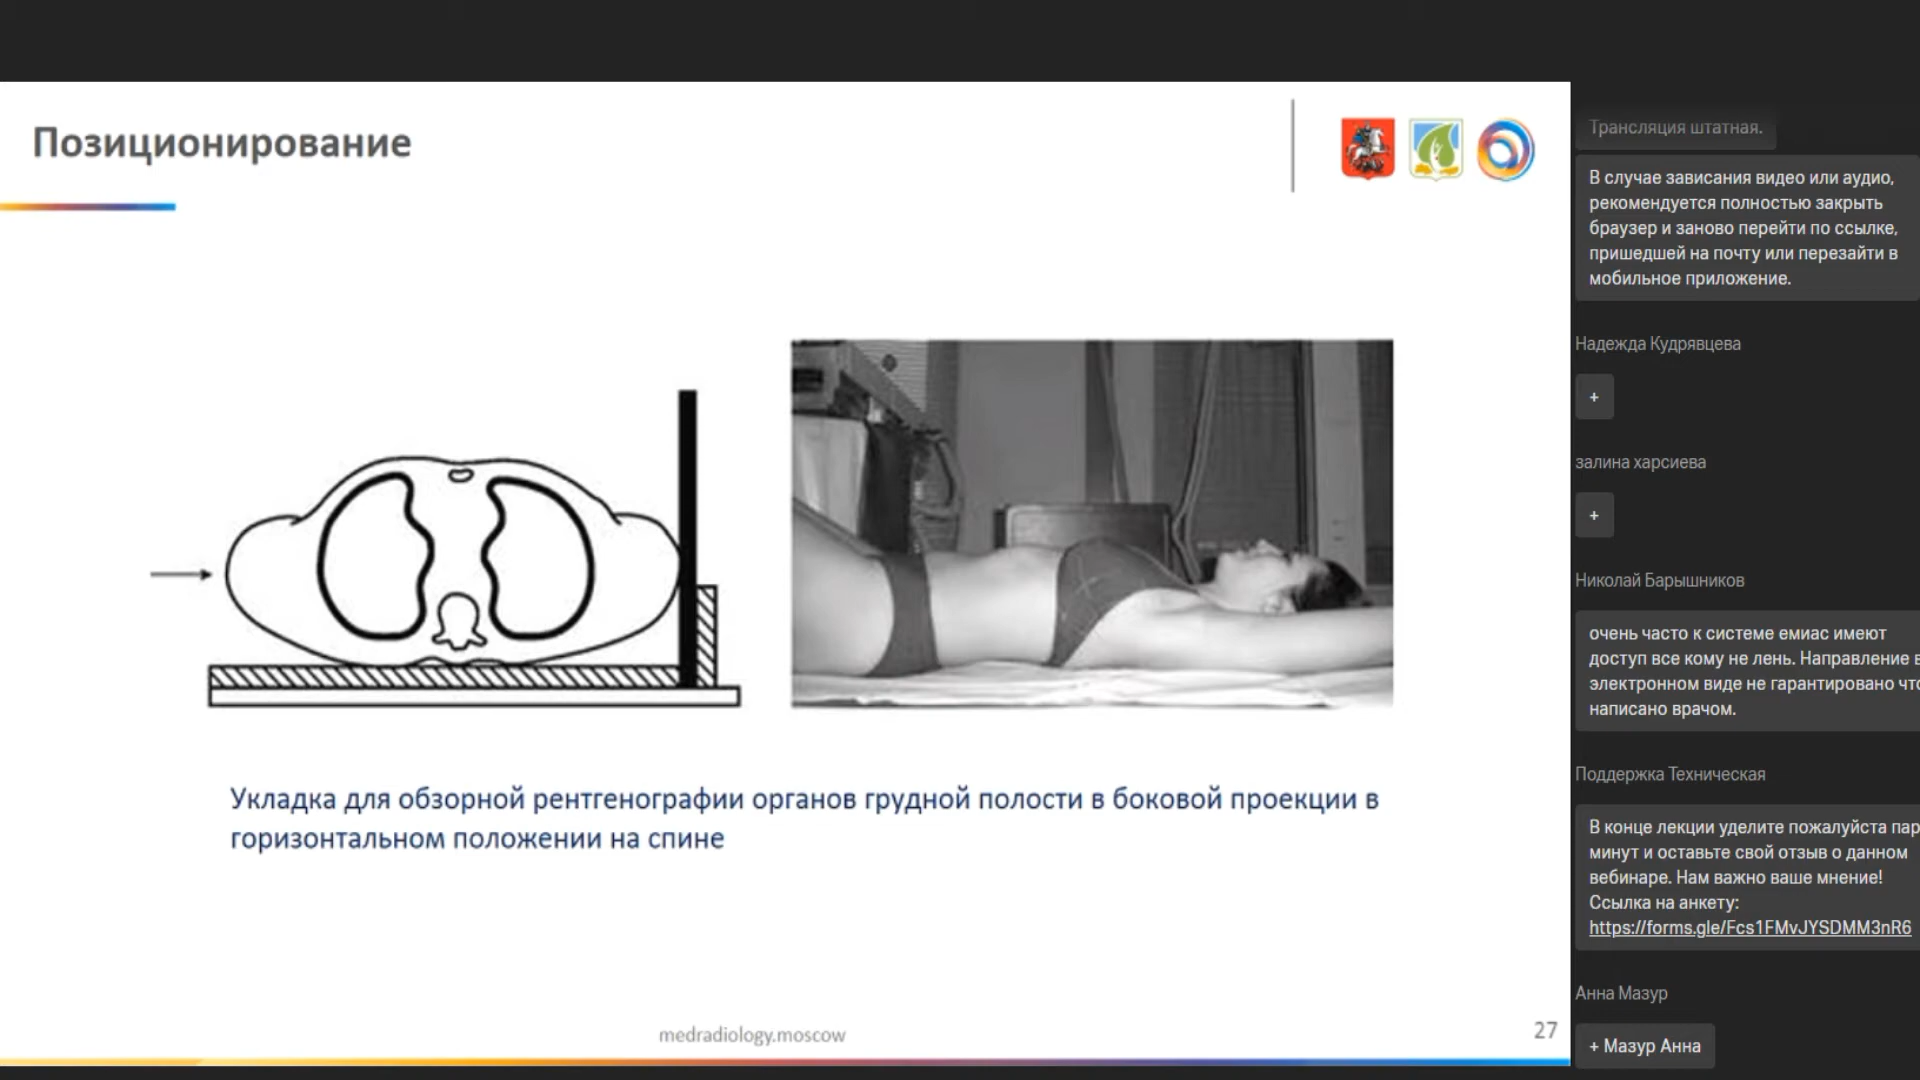 Позиционирование
Укладка для обзорной рентгенографии органов грудной полости в боковой проекции в
горизонтальном положении на спине
medradiology.moscow
27
Трансляция штатная.
В случае зависания видео или аудио,
рекомендуется полностью закрыть
браузер и заново перейти по ссылке,
пришедшей на почту или перезайти в
мобильное приложение.
Надежда Кудрявцева
+
залина харсиева
+
Николай Барышников
очень часто к системе емиас имеют
доступ все кому не лень. Направление в
электронном виде не гарантировано что
написано врачом.
Поддержка Техническая
В конце лекции уделите пожалуйста пар
минут и оставьте свой отзыв о данном
вебинаре. Нам важно ваше мнение!
Ссылка на анкету:
https://forms.gle/Fcs1FMvJYSDMM3nR6
Анна Мазур
+ Мазур Анна